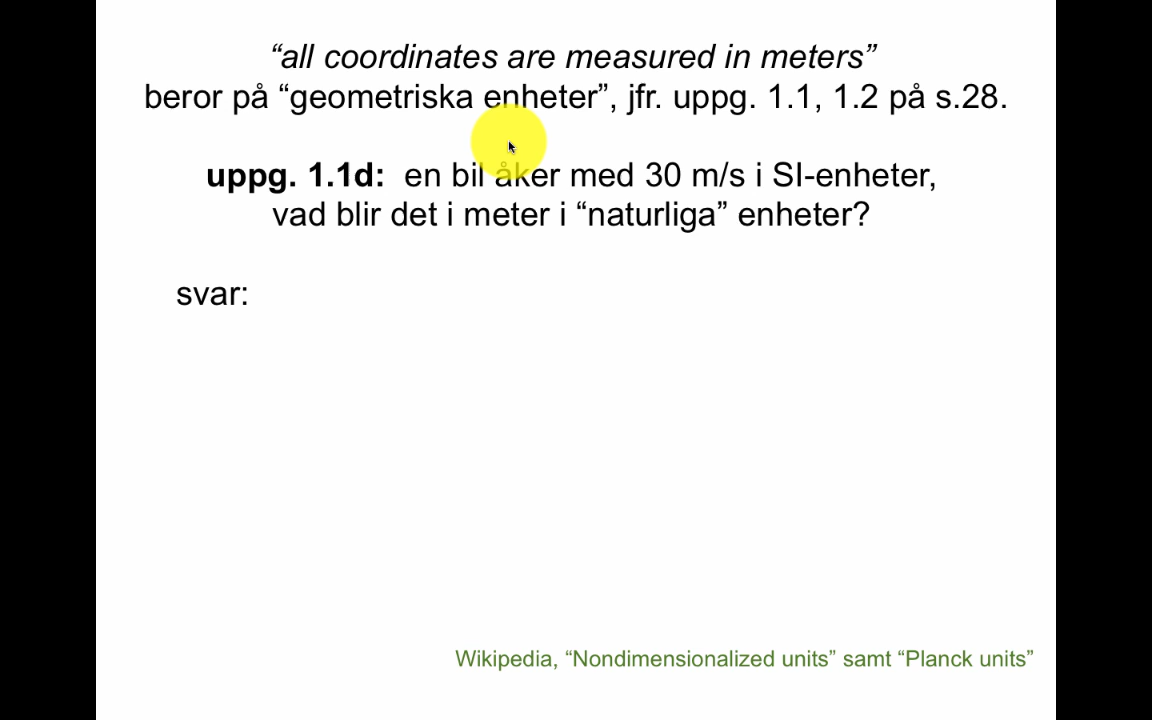 “all coordinates are measured in meters”
beror på “geometriska enheter”, jfr. uppg. 1.1, 1.2 på s.28.
uppg. 1.1d: en bil åker med 30 m/s i SI-enheter,
vad blir det i meter i “naturliga” enheter?
svar:
Wikipedia, “Nondimensionalized units” samt “Planck units”